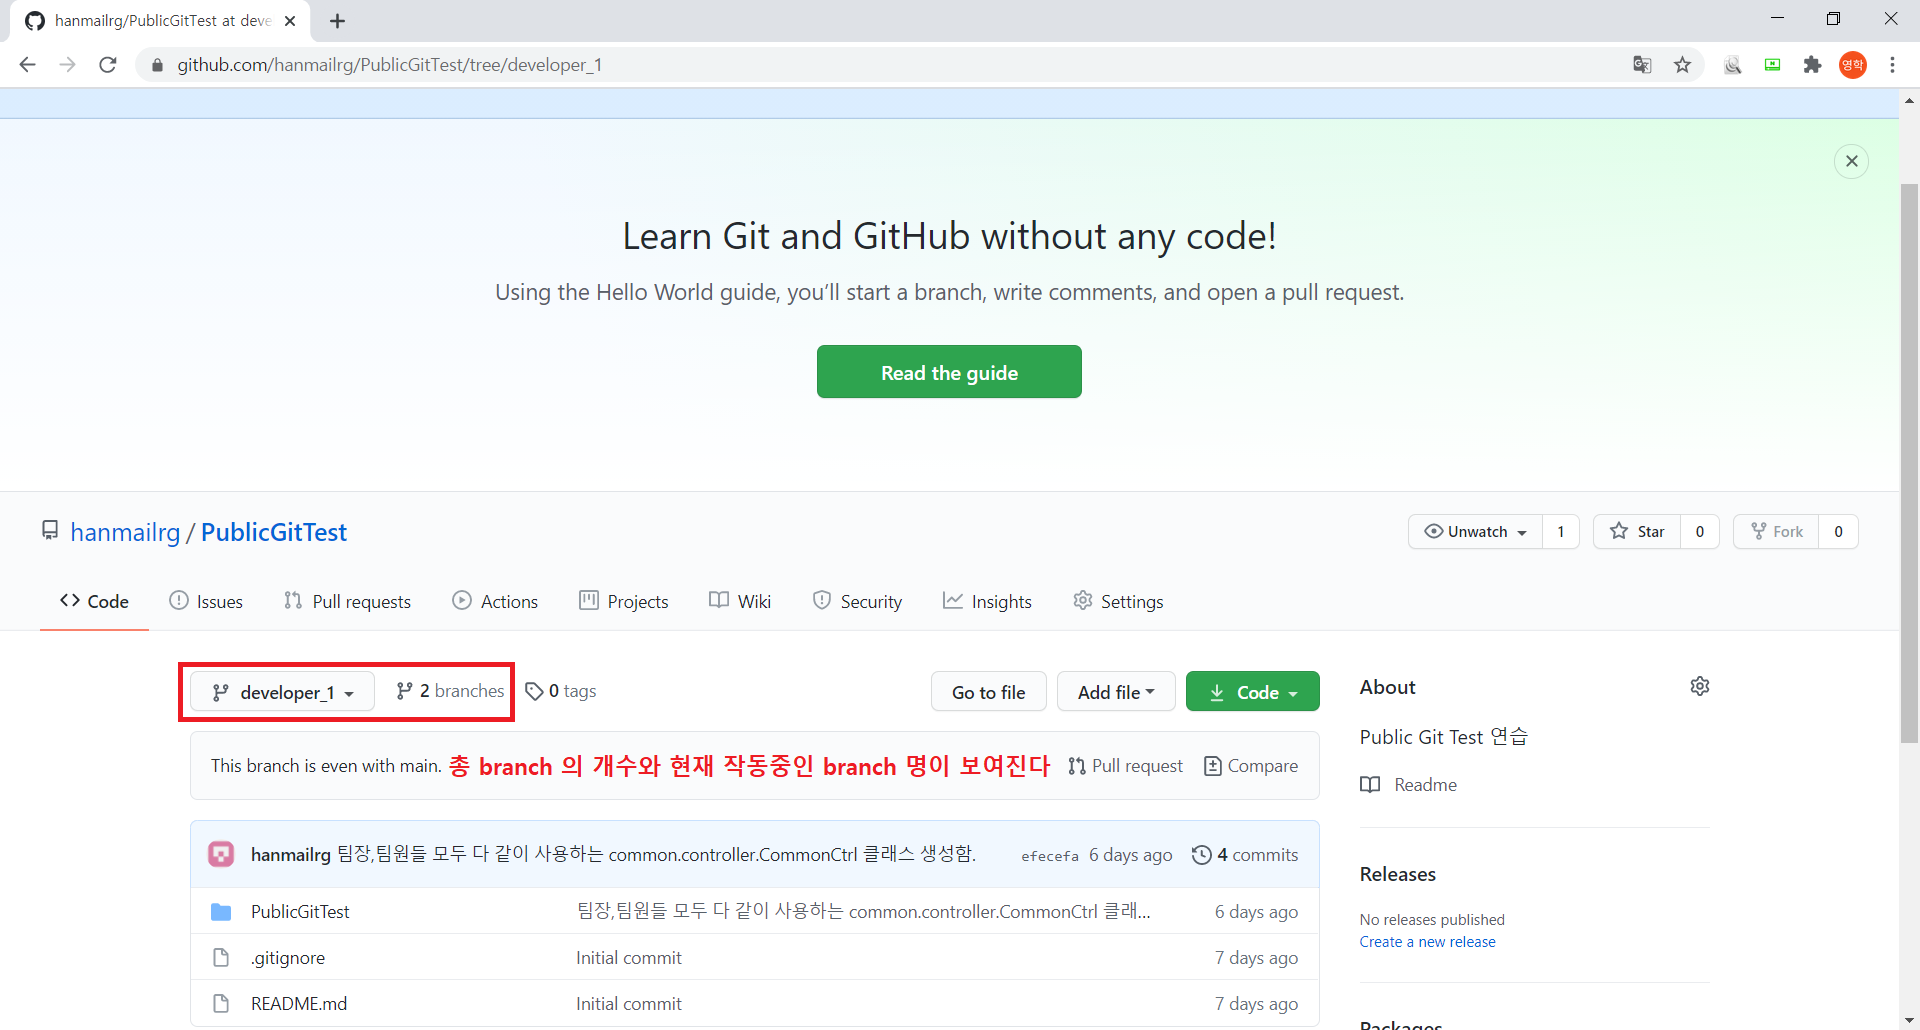 hanmailrg/PublicGitTest at deve
github.com/hanmailrg/PublicGitTest/tree/developer_1
영학
Learn Git and GitHub without any code!
Using the Hello World guide, you’ll start a branch, write comments, and open a pull request.
Read the guide
hanmailrg / PublicGitTest
Unwatch 1 Star 0 Fork 0
Code Issues Pull requests Actions Projects Wiki Security Insights Settings
developer_1 2 branches 0 tags Go to file Add file Code
This branch is even with main. 총 branch 의 개수와 현재 작동중인 branch 명이 보여진다 Pull request Compare
hanmailrg 팀장,팀원들 모두 다 같이 사용하는 common.controller.CommonCtrl 클래스 생성함. efecefa 6 days ago 4 commits
PublicGitTest 팀장,팀원들 모두 다 같이 사용하는 common.controller.CommonCtrl 클래... 6 days ago
.gitignore Initial commit 7 days ago
README.md Initial commit 7 days ago
About
Public Git Test 연습
Readme
Releases
No releases published
Create a new release
Packages